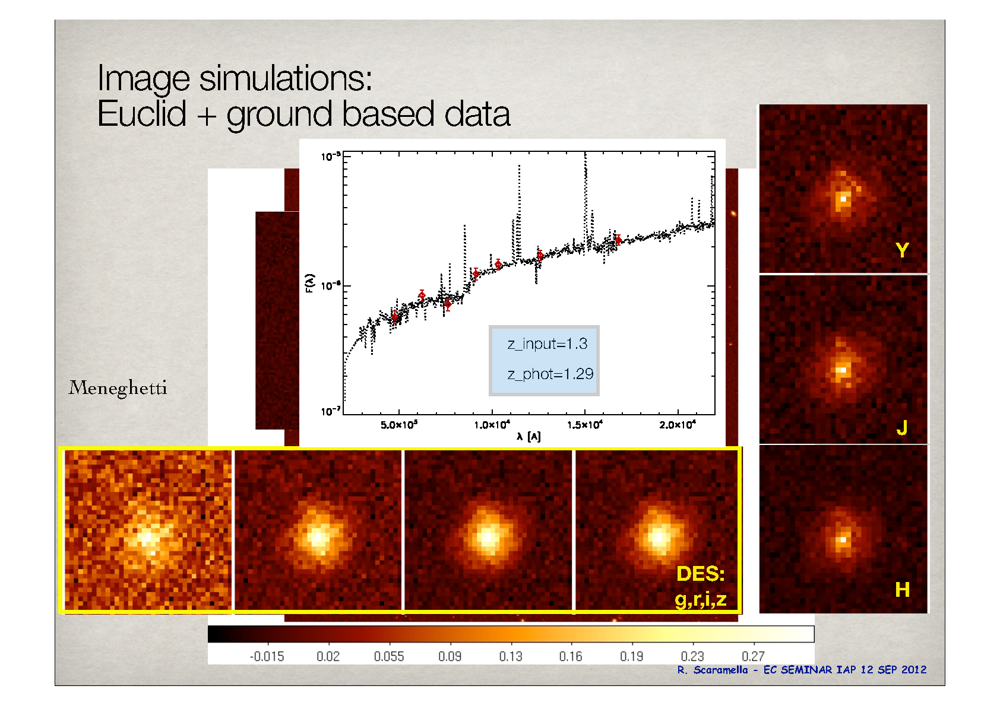 Image simulations:
Euclid + ground based data
10⁻⁵
10⁻⁶
10⁻⁷
F(λ)
5.0×10³
1.0×10⁴
1.5×10⁴
2.0×10⁴
λ [A]
z_input=1.3
z_phot=1.29
Meneghetti
Y
J
H
DES:
g,r,i,z
-0.015
0.02
0.055
0.09
0.13
0.16
0.19
0.23
0.27
R. Scaramella - EC SEMINAR IAP 12 SEP 2012